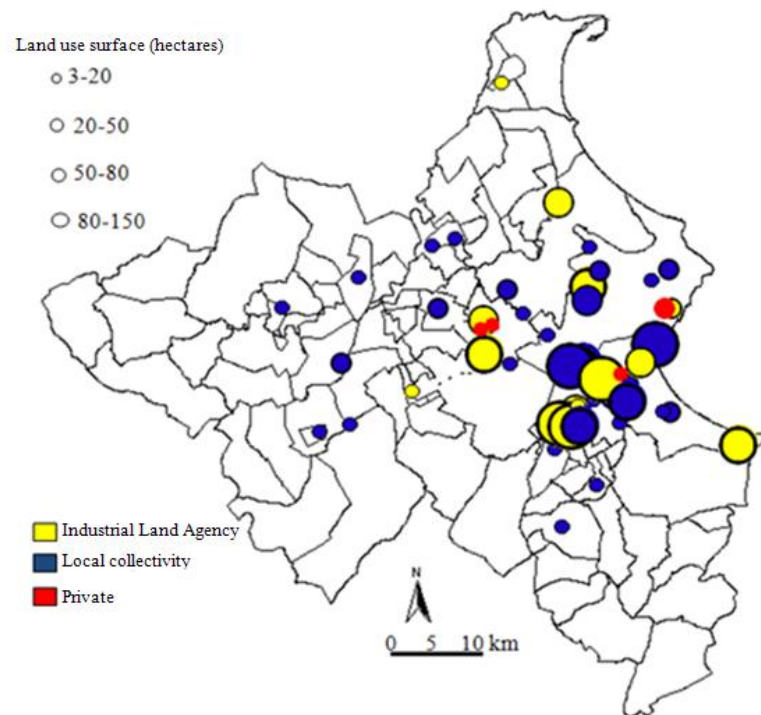 Land use surface (hectares)
3-20
20-50
50-80
80-150
Industrial Land Agency
Local collectivity
Private
N
0 5 10 km